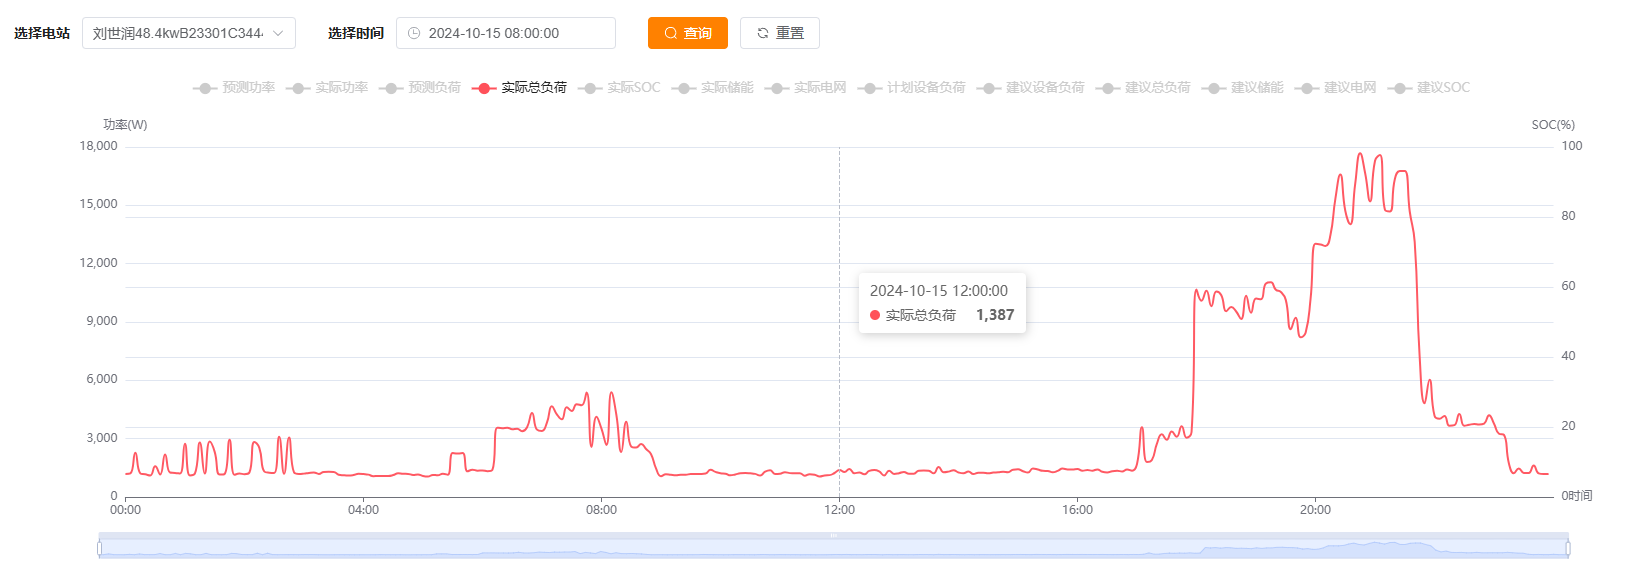 选择电站 刘世润48.4kwB23301C344 选择时间 2024-10-15 08:00:00 查询 重置
预测功率 实际功率 预测负荷 实际总负荷 实际SOC 实际储能 实际电网 计划设备负荷 建议设备负荷 建议总负荷 建议储能 建议电网 建议SOC
功率(W) SOC(%)
18,000 100
15,000 80
12,000 60
9,000 40
6,000 20
3,000
0 0时间
2024-10-15 12:00:00
实际总负荷 1,387
00:00 04:00 08:00 12:00 16:00 20:00